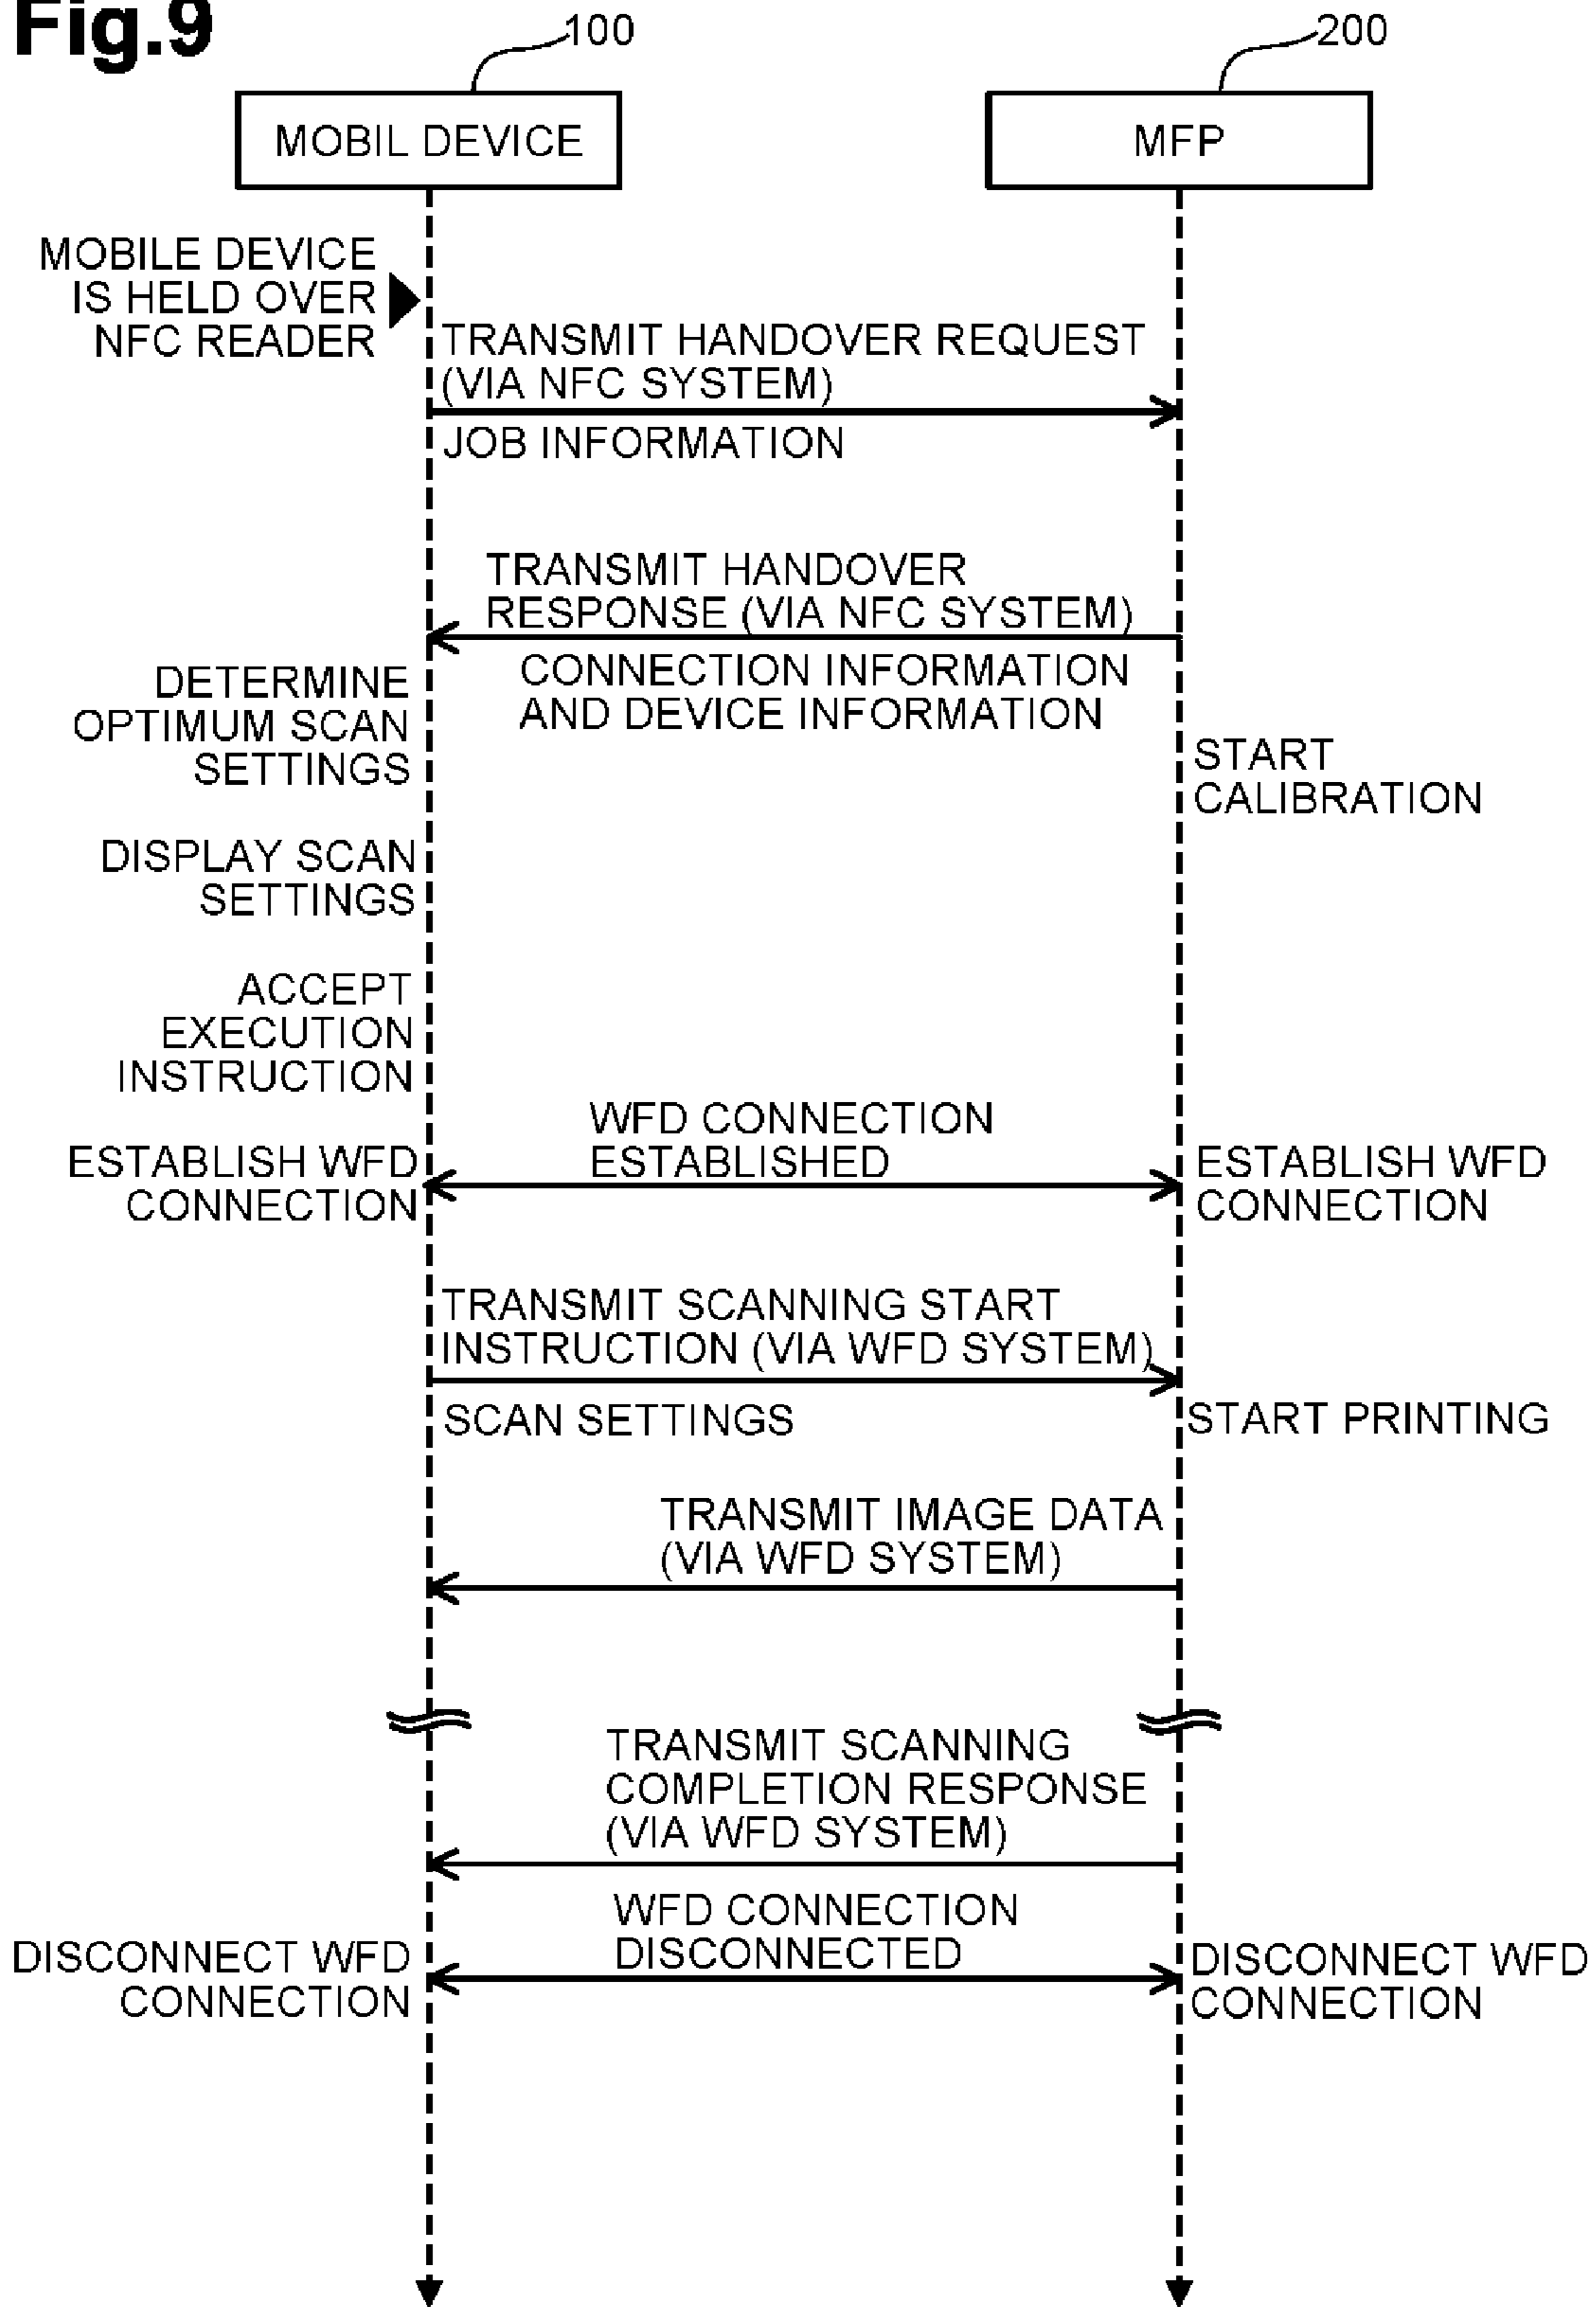 Fig.9
100
200
MOBIL DEVICE
MFP
MOBILE DEVICE
IS HELD OVER
NFC READER
TRANSMIT HANDOVER REQUEST
(VIA NFC SYSTEM)
JOB INFORMATION
TRANSMIT HANDOVER
RESPONSE (VIA NFC SYSTEM)
CONNECTION INFORMATION
AND DEVICE INFORMATION
DETERMINE
OPTIMUM SCAN
SETTINGS
START
CALIBRATION
DISPLAY SCAN
SETTINGS
ACCEPT
EXECUTION
INSTRUCTION
WFD CONNECTION
ESTABLISHED
ESTABLISH WFD
CONNECTION
ESTABLISH WFD
CONNECTION
TRANSMIT SCANNING START
INSTRUCTION (VIA WFD SYSTEM)
SCAN SETTINGS
START PRINTING
TRANSMIT IMAGE DATA
(VIA WFD SYSTEM)
TRANSMIT SCANNING
COMPLETION RESPONSE
(VIA WFD SYSTEM)
WFD CONNECTION
DISCONNECTED
DISCONNECT WFD
CONNECTION
DISCONNECT WFD
CONNECTION